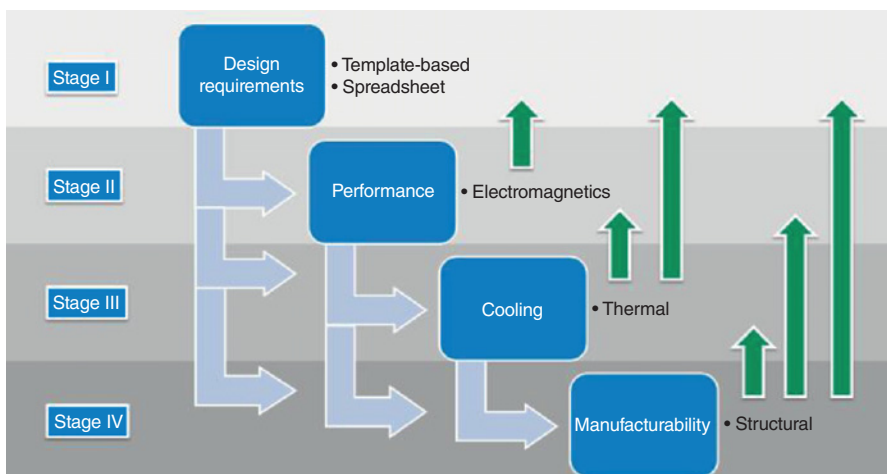 Stage I
Design
requirements
• Template-based
• Spreadsheet
Stage II
Performance
• Electromagnetics
Stage III
Cooling
• Thermal
Stage IV
Manufacturability
• Structural